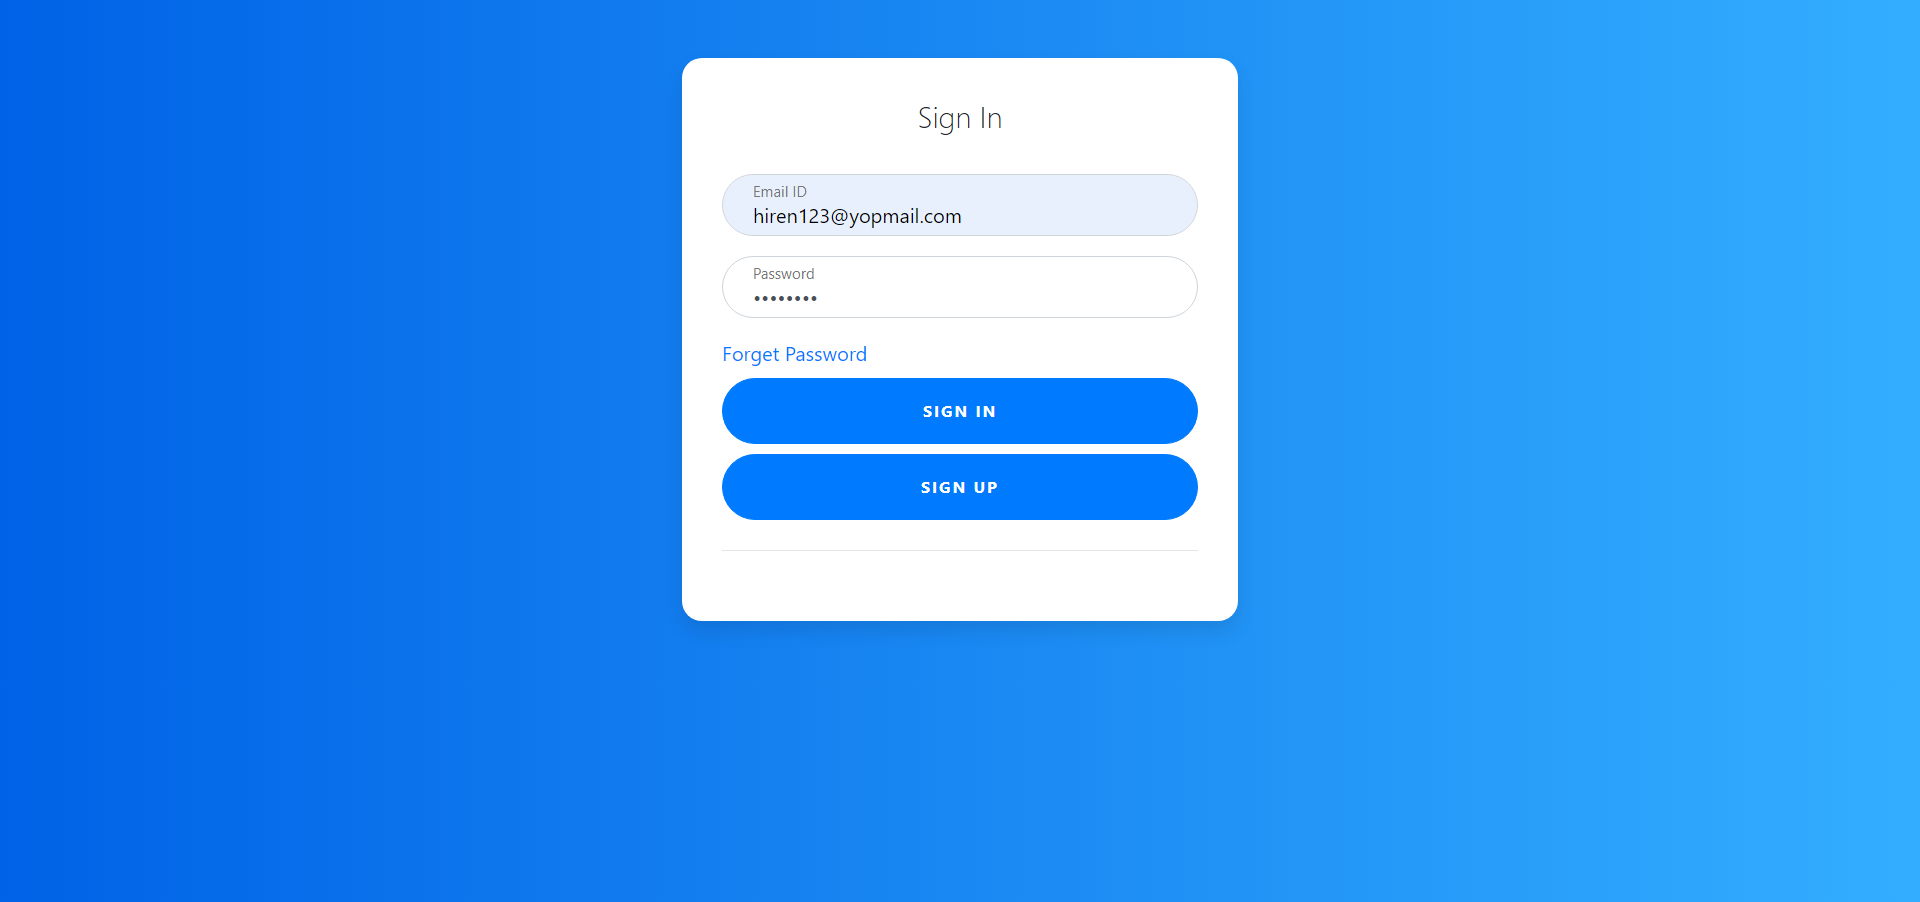 Sign In
Email ID
hiren123@yopmail.com
Password
••••••••
Forget Password
SIGN IN
SIGN UP